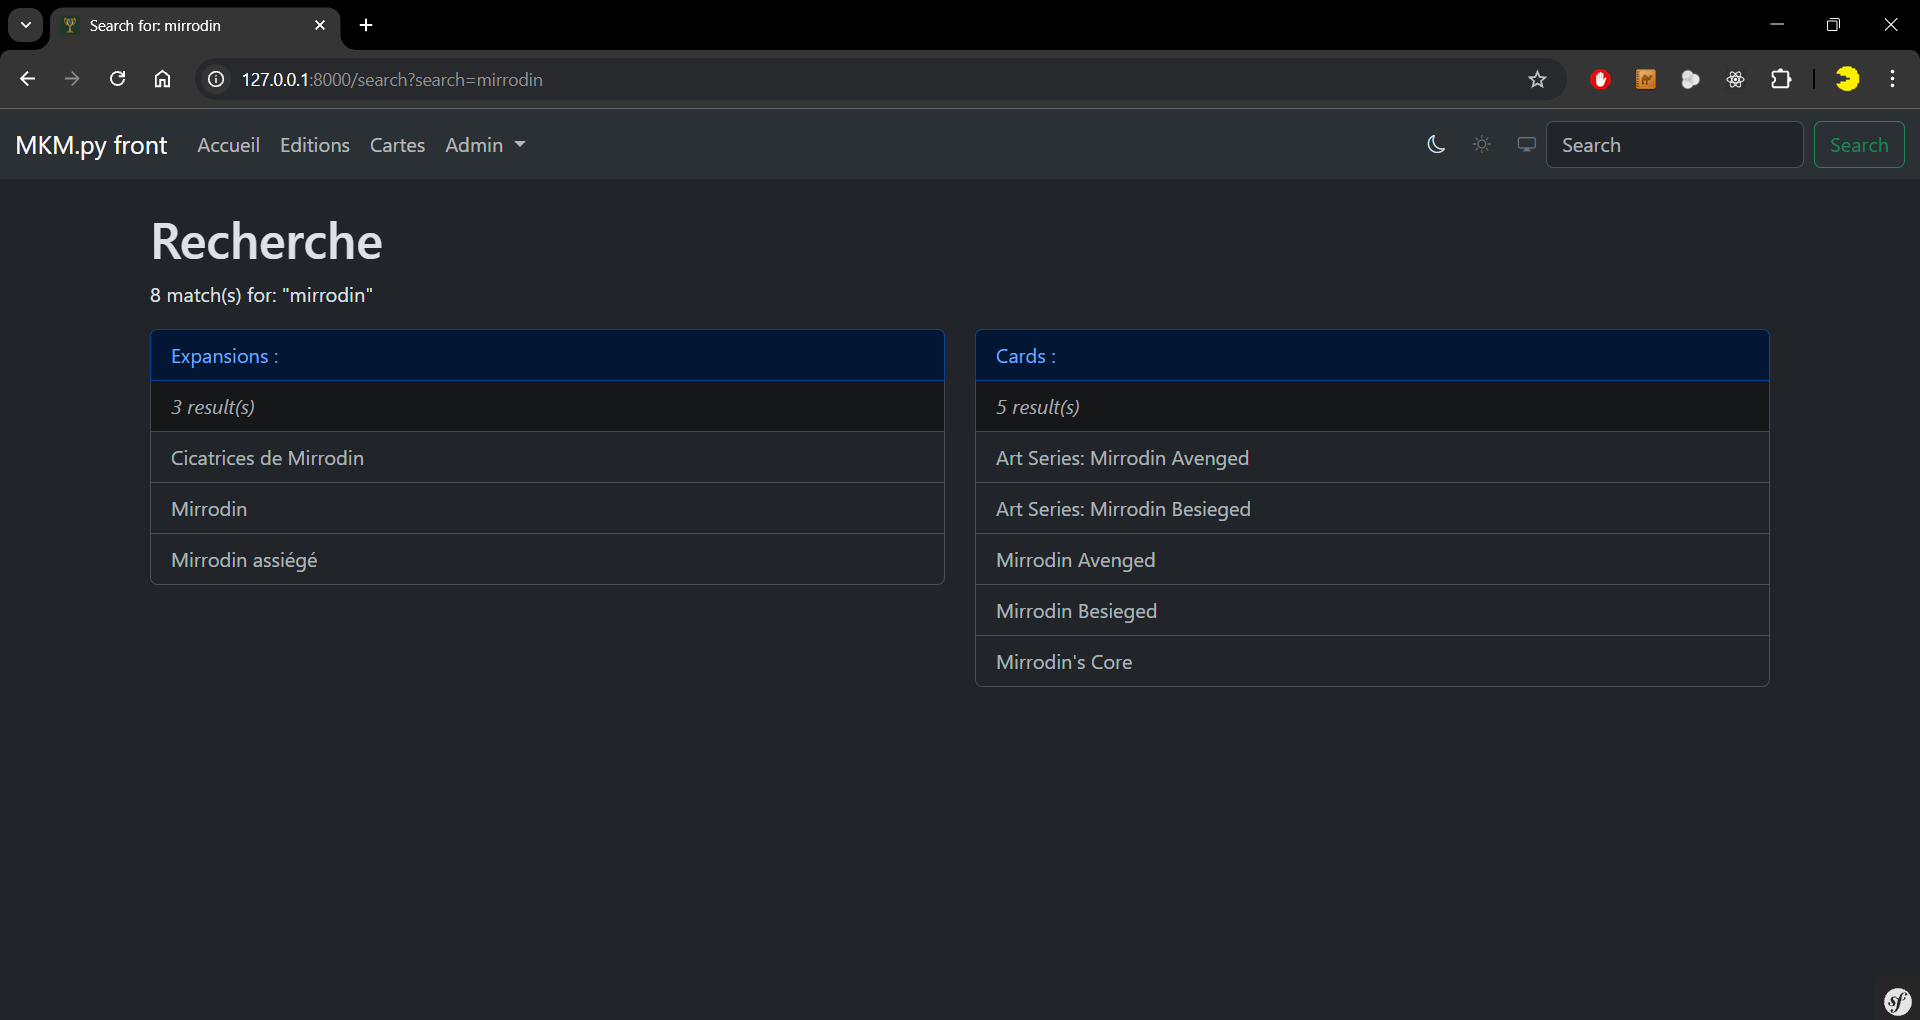 Search for: mirrodin
127.0.0.1:8000/search?search=mirrodin
MKM.py front Accueil Editions Cartes Admin Search Search
Recherche
8 match(s) for: "mirrodin"
Expansions :
3 result(s)
Cicatrices de Mirrodin
Mirrodin
Mirrodin assiégé
Cards :
5 result(s)
Art Series: Mirrodin Avenged
Art Series: Mirrodin Besieged
Mirrodin Avenged
Mirrodin Besieged
Mirrodin's Core
sf